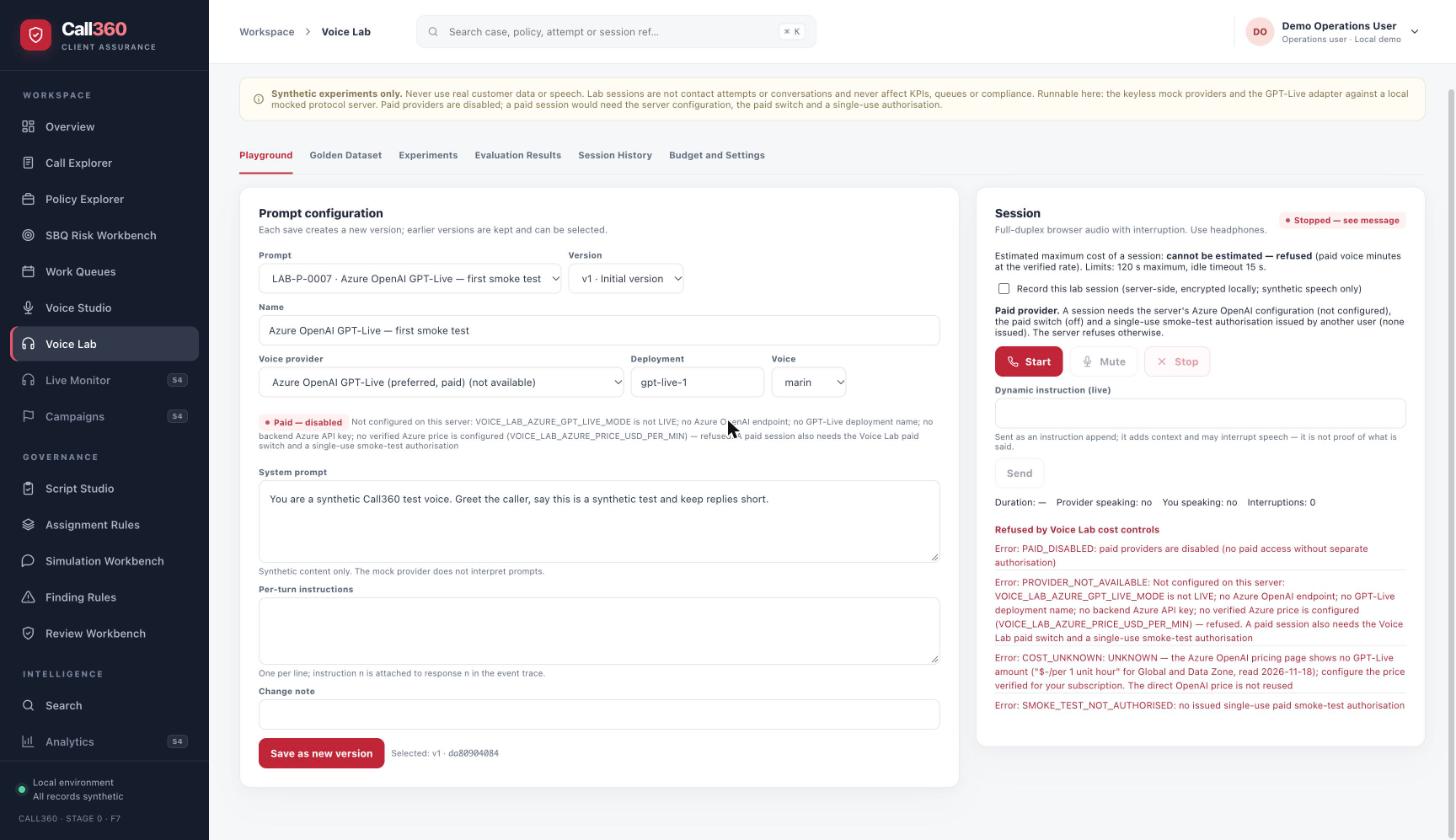 Call360
CLIENT ASSURANCE
WORKSPACE
Overview
Call Explorer
Policy Explorer
SBQ Risk Workbench
Work Queues
Voice Studio
Voice Lab
Live Monitor S4
Campaigns S4
GOVERNANCE
Script Studio
Assignment Rules
Simulation Workbench
Finding Rules
Review Workbench
INTELLIGENCE
Search
Analytics S4
Local environment
All records synthetic
CALL360 · STAGE 0 · F7
Workspace > Voice Lab
Search case, policy, attempt or session ref...
⌘ K
DO
Demo Operations User
Operations user · Local demo
Synthetic experiments only. Never use real customer data or speech. Lab sessions are not contact attempts or conversations and never affect KPIs, queues or compliance. Runnable here: the keyless mock providers and the GPT-Live adapter against a local
mocked protocol server. Paid providers are disabled; a paid session would need the server configuration, the paid switch and a single-use authorisation.
Playground Golden Dataset Experiments Evaluation Results Session History Budget and Settings
Prompt configuration
Each save creates a new version; earlier versions are kept and can be selected.
Prompt Version
LAB-P-0007 · Azure OpenAI GPT-Live — first smoke test v1 · Initial version
Name
Azure OpenAI GPT-Live — first smoke test
Voice provider Deployment Voice
Azure OpenAI GPT-Live (preferred, paid) (not available) gpt-live-1 marin
Paid — disabled Not configured on this server: VOICE_LAB_AZURE_GPT_LIVE_MODE is not LIVE; no Azure OpenAI endpoint; no GPT-Live deployment name; no
backend Azure API key; no verified Azure price is configured (VOICE_LAB_AZURE_PRICE_USD_PER_MIN) — refused. A paid session also needs the Voice Lab paid
switch and a single-use smoke-test authorisation
System prompt
You are a synthetic Call360 test voice. Greet the caller, say this is a synthetic test and keep replies short.
Synthetic content only. The mock provider does not interpret prompts.
Per-turn instructions
One per line; instruction n is attached to response n in the event trace.
Change note
Save as new version Selected: v1 · da80904084
Session
Full-duplex browser audio with interruption. Use headphones.
Stopped — see message
Estimated maximum cost of a session: cannot be estimated — refused (paid voice minutes
at the verified rate). Limits: 120 s maximum, idle timeout 15 s.
Record this lab session (server-side, encrypted locally; synthetic speech only)
Paid provider. A session needs the server's Azure OpenAI configuration (not configured),
the paid switch (off) and a single-use smoke-test authorisation issued by another user (none
issued). The server refuses otherwise.
Start Mute Stop
Dynamic instruction (live)
Sent as an instruction append; it adds context and may interrupt speech — it is not proof of what is
said.
Send
Duration: — Provider speaking: no You speaking: no Interruptions: 0
Refused by Voice Lab cost controls
Error: PAID_DISABLED: paid providers are disabled (no paid access without separate
authorisation)
Error: PROVIDER_NOT_AVAILABLE: Not configured on this server:
VOICE_LAB_AZURE_GPT_LIVE_MODE is not LIVE; no Azure OpenAI endpoint; no GPT-Live
deployment name; no backend Azure API key; no verified Azure price is configured
(VOICE_LAB_AZURE_PRICE_USD_PER_MIN) — refused. A paid session also needs the Voice
Lab paid switch and a single-use smoke-test authorisation
Error: COST_UNKNOWN: UNKNOWN — the Azure OpenAI pricing page shows no GPT-Live
amount ("$-/per 1 unit hour" for Global and Data Zone, read 2026-11-18); configure the price
verified for your subscription. The direct OpenAI price is not reused
Error: SMOKE_TEST_NOT_AUTHORISED: no issued single-use paid smoke-test authorisation